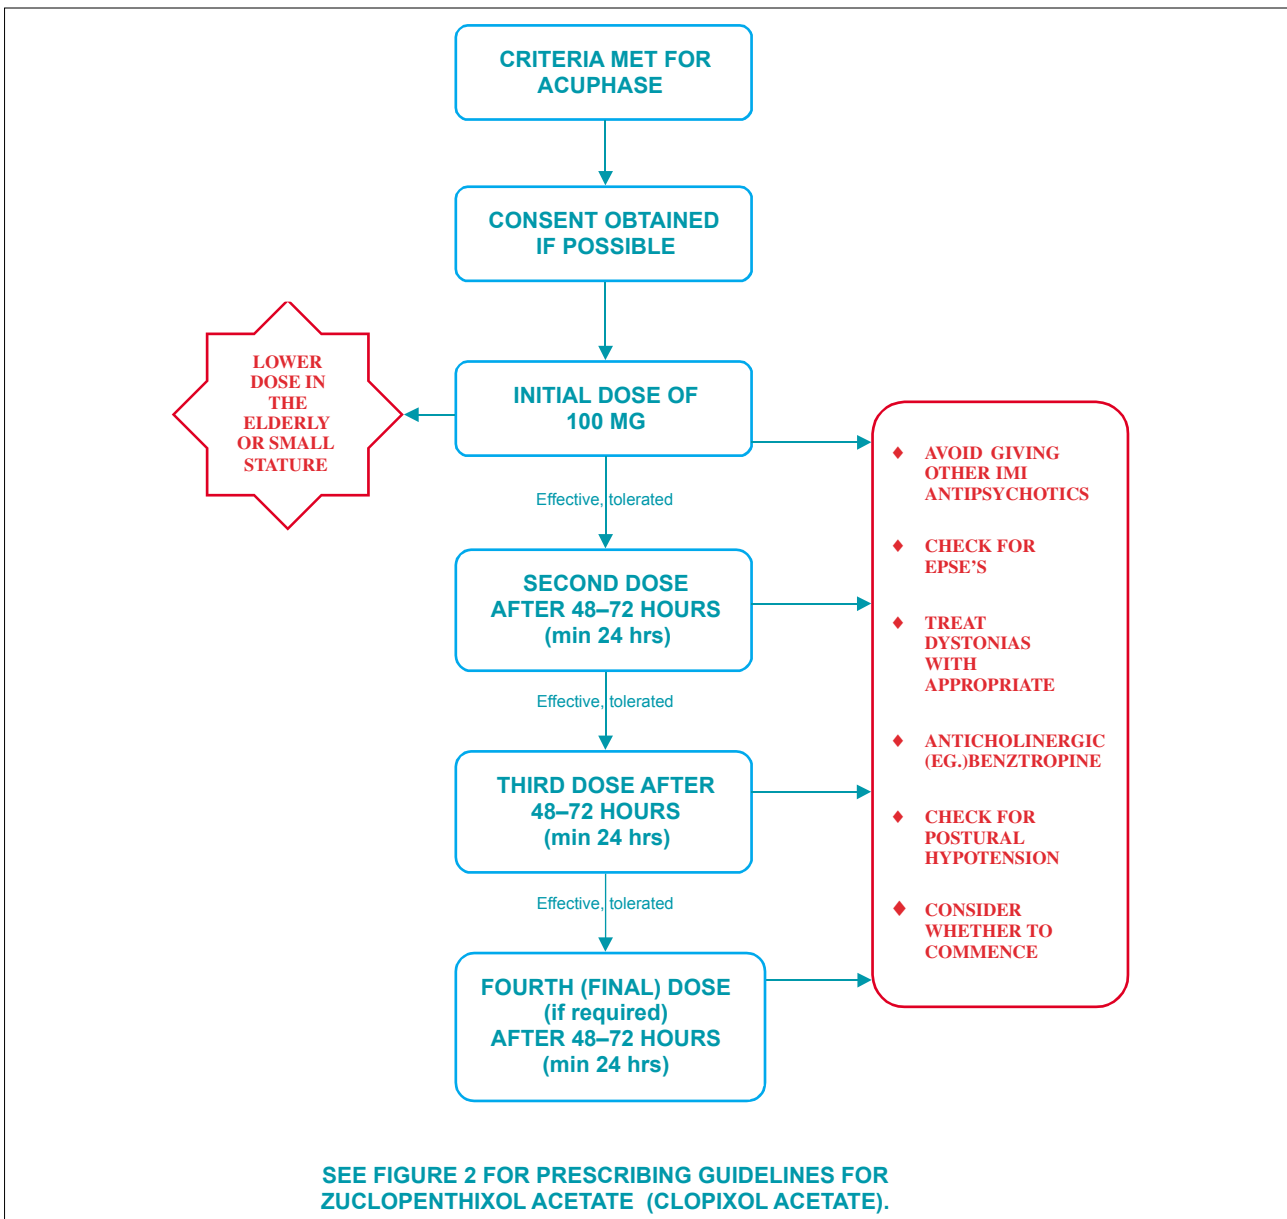 CRITERIA MET FOR
ACUPHASE
CONSENT OBTAINED
IF POSSIBLE
LOWER
DOSE IN
THE
ELDERLY
OR SMALL
STATURE
INITIAL DOSE OF
100 MG
Effective, tolerated
SECOND DOSE
AFTER 48–72 HOURS
(min 24 hrs)
Effective, tolerated
THIRD DOSE AFTER
48–72 HOURS
(min 24 hrs)
Effective, tolerated
FOURTH (FINAL) DOSE
(if required)
AFTER 48–72 HOURS
(min 24 hrs)
♦ AVOID GIVING
OTHER IMI
ANTIPSYCHOTICS
♦ CHECK FOR
EPSE’S
♦ TREAT
DYSTONIAS
WITH
APPROPRIATE
♦ ANTICHOLINERGIC
(EG.)BENZTROPINE
♦ CHECK FOR
POSTURAL
HYPOTENSION
♦ CONSIDER
WHETHER TO
COMMENCE
SEE FIGURE 2 FOR PRESCRIBING GUIDELINES FOR
ZUCLOPENTHIXOL ACETATE (CLOPIXOL ACETATE).